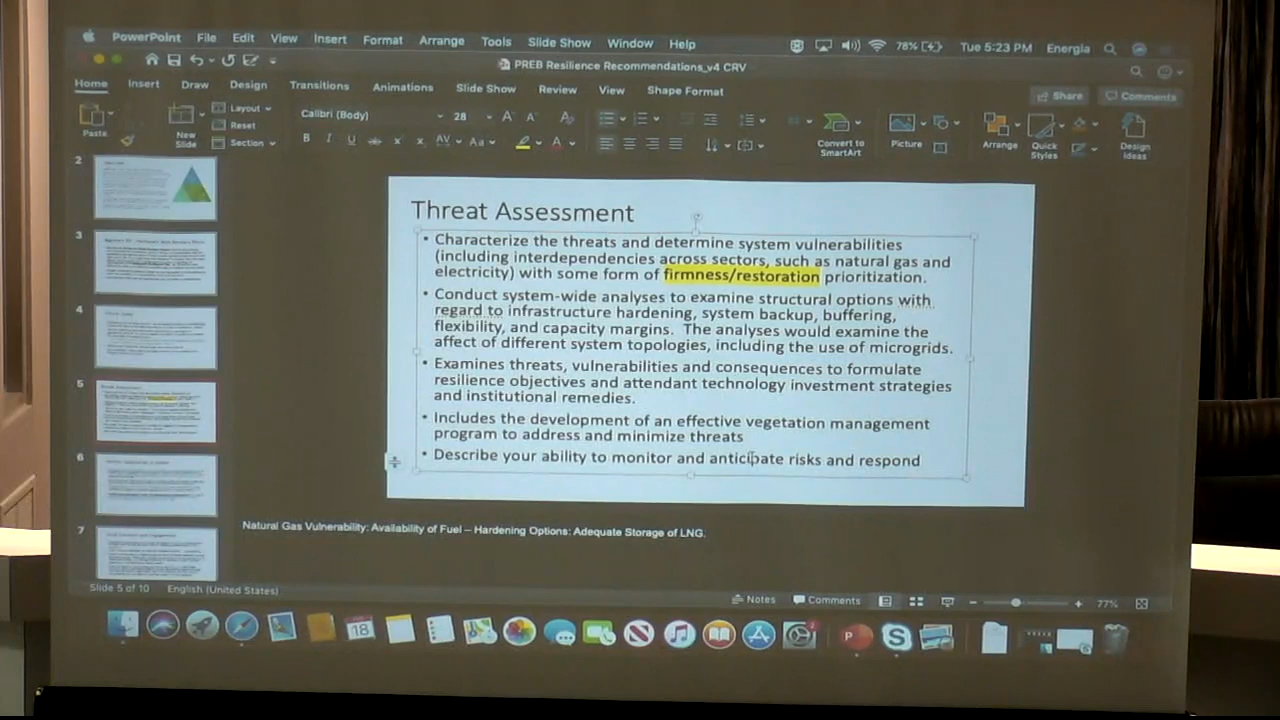 PowerPoint File Edit View Insert Format Arrange Tools Slide Show Window Help 78% Tue 5:23 PM Energia
PREB Resilience Recommendations_v4 CRV
Home Insert Draw Design Transitions Animations Slide Show Review View Shape Format Share Comments
Paste New Slide Layout Reset Section Calibri (Body) 28 Convert to SmartArt Picture Arrange Quick Styles Design Ideas
2
3
4
5
6
7
Threat Assessment
• Characterize the threats and determine system vulnerabilities
(including interdependencies across sectors, such as natural gas and
electricity) with some form of firmness/restoration prioritization.
• Conduct system-wide analyses to examine structural options with
regard to infrastructure hardening, system backup, buffering,
flexibility, and capacity margins. The analyses would examine the
affect of different system topologies, including the use of microgrids.
• Examines threats, vulnerabilities and consequences to formulate
resilience objectives and attendant technology investment strategies
and institutional remedies.
• Includes the development of an effective vegetation management
program to address and minimize threats
• Describe your ability to monitor and anticipate risks and respond
Natural Gas Vulnerability: Availability of Fuel – Hardening Options: Adequate Storage of LNG.
Slide 5 of 10 English (United States) Notes Comments 77%
18